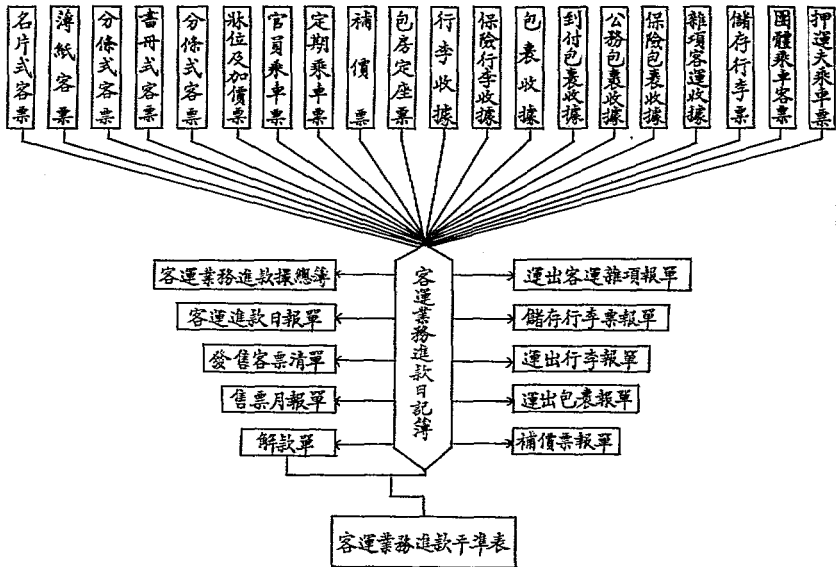 名片式客票
薄紙客票
分條式客票
書冊式客票
分條式客票
牀位及加價票
官員乘車票
定期乘車票
補價票
包房定座票
行李收據
保險行李收據
包裹收據
到付包裹收據
公務包裹收據
保險包裹收據
雜項客運收據
儲存行李票
團體乘車客票
押運夫乘車票
客運業務進款日記簿
客運業務進款採總簿
客運進款日報單
發售客票清單
售票月報單
解款單
運出客運雜項報單
儲存行李票報單
運出行李報單
運出包裹報單
補價票報單
客運業務進款平準表